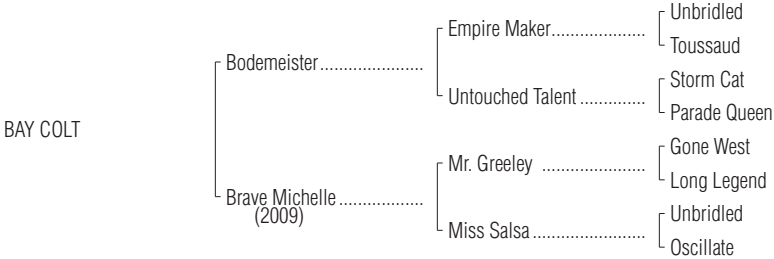 Unbridled
Empire Maker....................
Toussaud
Bodemeister......................
Storm Cat
Untouched Talent ..............
Parade Queen
BAY COLT
Gone West
Mr. Greeley ......................
Long Legend
Brave Michelle ..................
(2009)
Unbridled
Miss Salsa........................
Oscillate